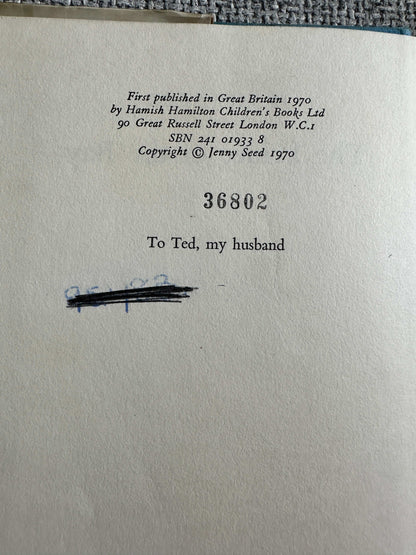 First published in Great Britain 1970
by Hamish Hamilton Children's Books Ltd
90 Great Russell Street London W.C.1
SBN 241 01933 8
Copyright © Jenny Seed 1970
36802
To Ted, my husband